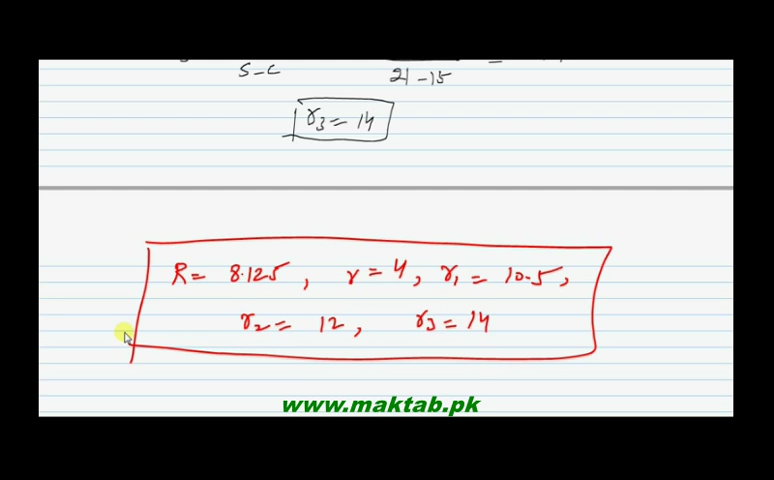 S-C 21-15 =
r₃ = 14
R = 8.125, r = 4, r₁ = 10.5,
r₂ = 12, r₃ = 14
www.maktab.pk